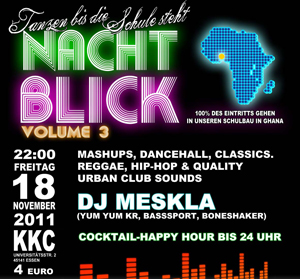 Tanzen bis die Schule steht
NACHT
BLICK
VOLUME 3
100% DES EINTRITTS GEHEN
IN UNSEREN SCHULBAU IN GHANA
22:00
FREITAG
18
NOVEMBER
2011
KKC
UNIVERSITÄTSSTR. 2
45141 ESSEN
4 EURO
MASHUPS, DANCEHALL, CLASSICS.
REGGAE, HIP-HOP & QUALITY
URBAN CLUB SOUNDS
DJ MESKLA
(YUM YUM KR, BASSSPORT, BONESHAKER)
COCKTAIL-HAPPY HOUR BIS 24 UHR